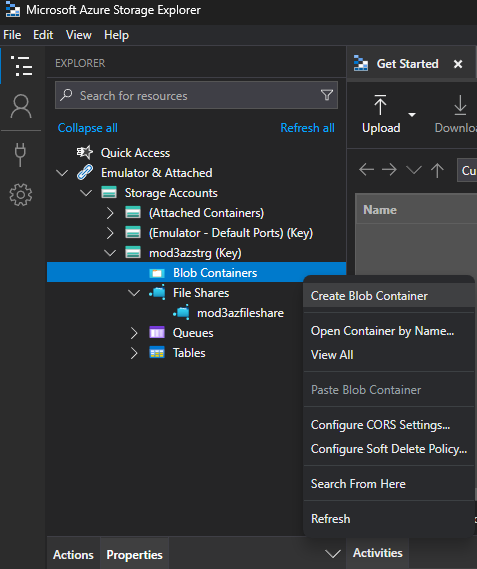 Microsoft Azure Storage Explorer
File Edit View Help
EXPLORER
Get Started
Search for resources
Upload
Collapse all
Refresh all
Quick Access
Emulator & Attached
Storage Accounts
(Attached Containers)
Name
(Emulator - Default Ports) (Key)
mod3azstrg (Key)
Blob Containers
File Shares
mod3azfileshare
Queues
Tables
Create Blob Container
Open Container by Name...
View All
Paste Blob Container
Configure CORS Settings...
Configure Soft Delete Policy...
Search From Here
Refresh
Actions Properties
Activities